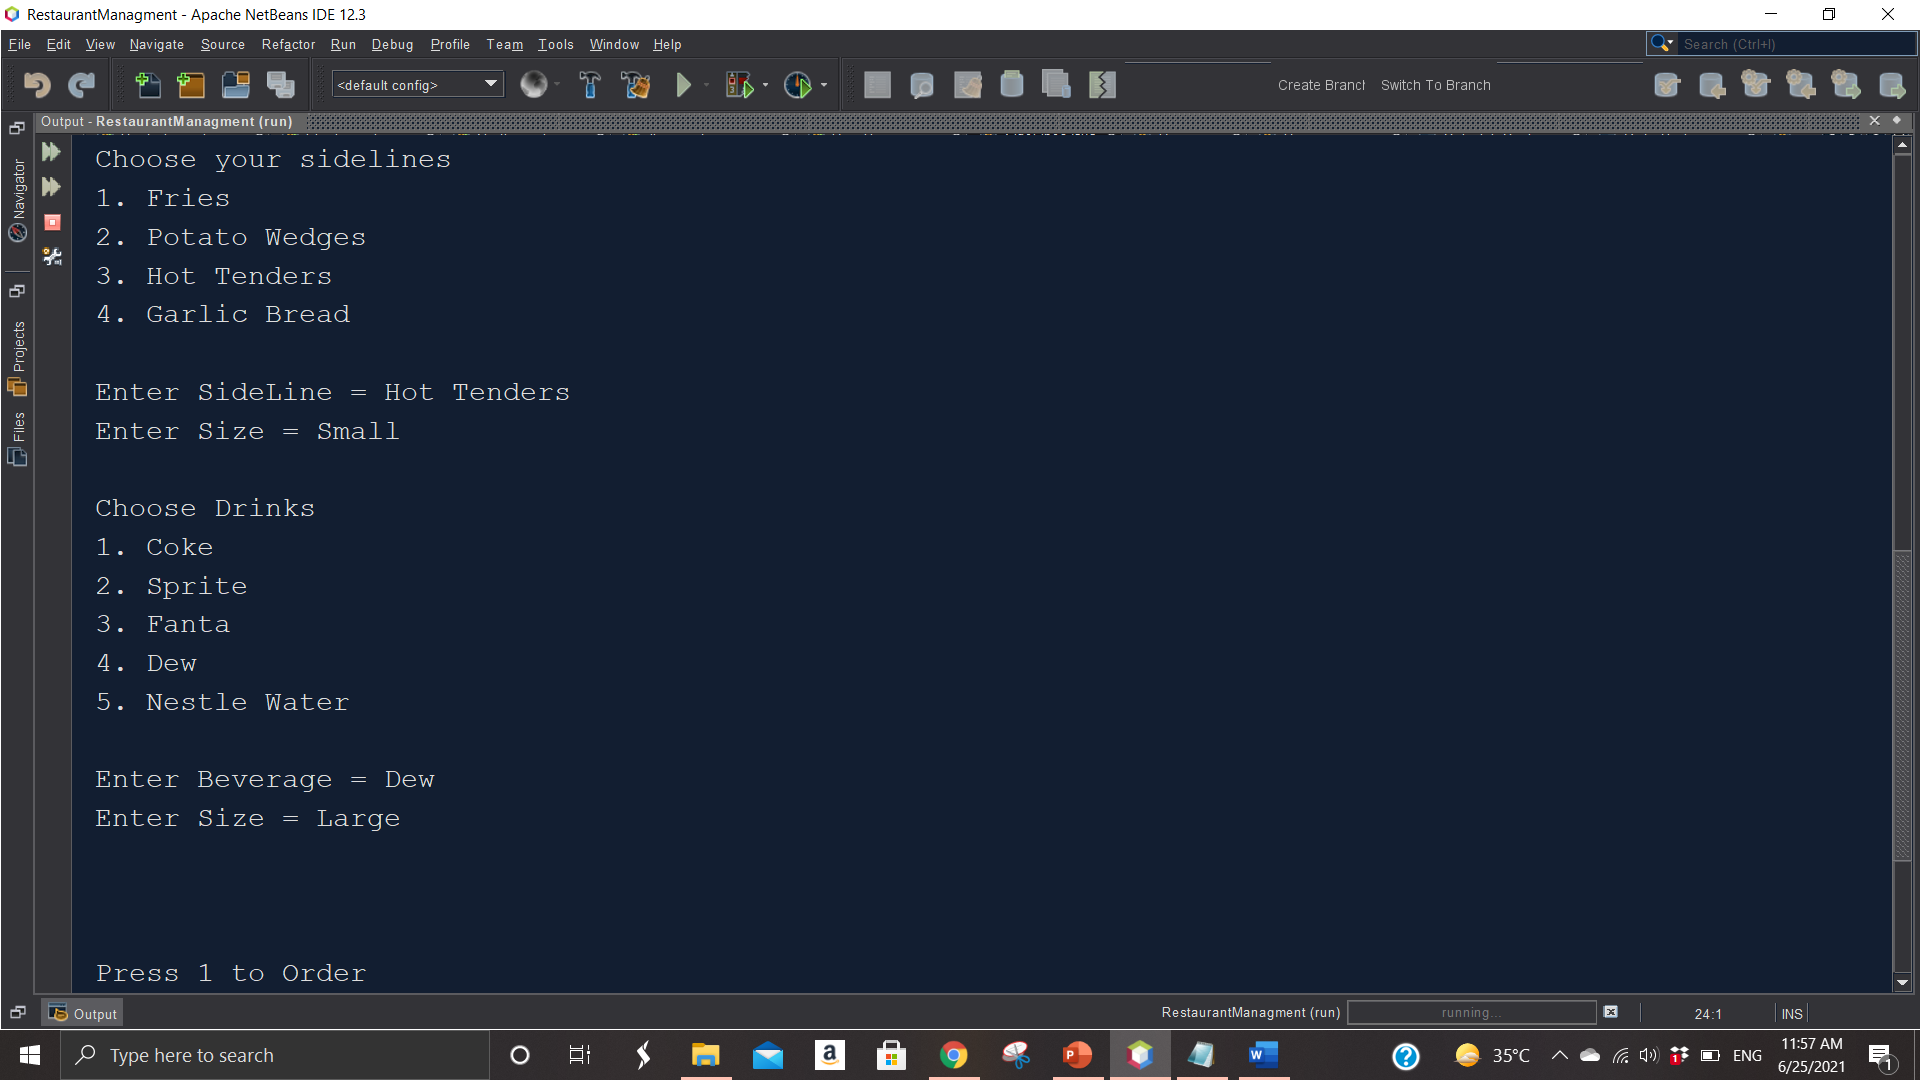 RestaurantManagment - Apache NetBeans IDE 12.3
File Edit View Navigate Source Refactor Run Debug Profile Team Tools Window Help
Search (Ctrl+I)
<default config>
Create Branch Switch To Branch
Output - RestaurantManagment (run)
Navigator
Projects
Files
Choose your sidelines
1. Fries
2. Potato Wedges
3. Hot Tenders
4. Garlic Bread
Enter SideLine = Hot Tenders
Enter Size = Small
Choose Drinks
1. Coke
2. Sprite
3. Fanta
4. Dew
5. Nestle Water
Enter Beverage = Dew
Enter Size = Large
Press 1 to Order
Output
RestaurantManagment (run)
running...
24:1
INS
Type here to search
35°C
ENG
11:57 AM
6/25/2021
1